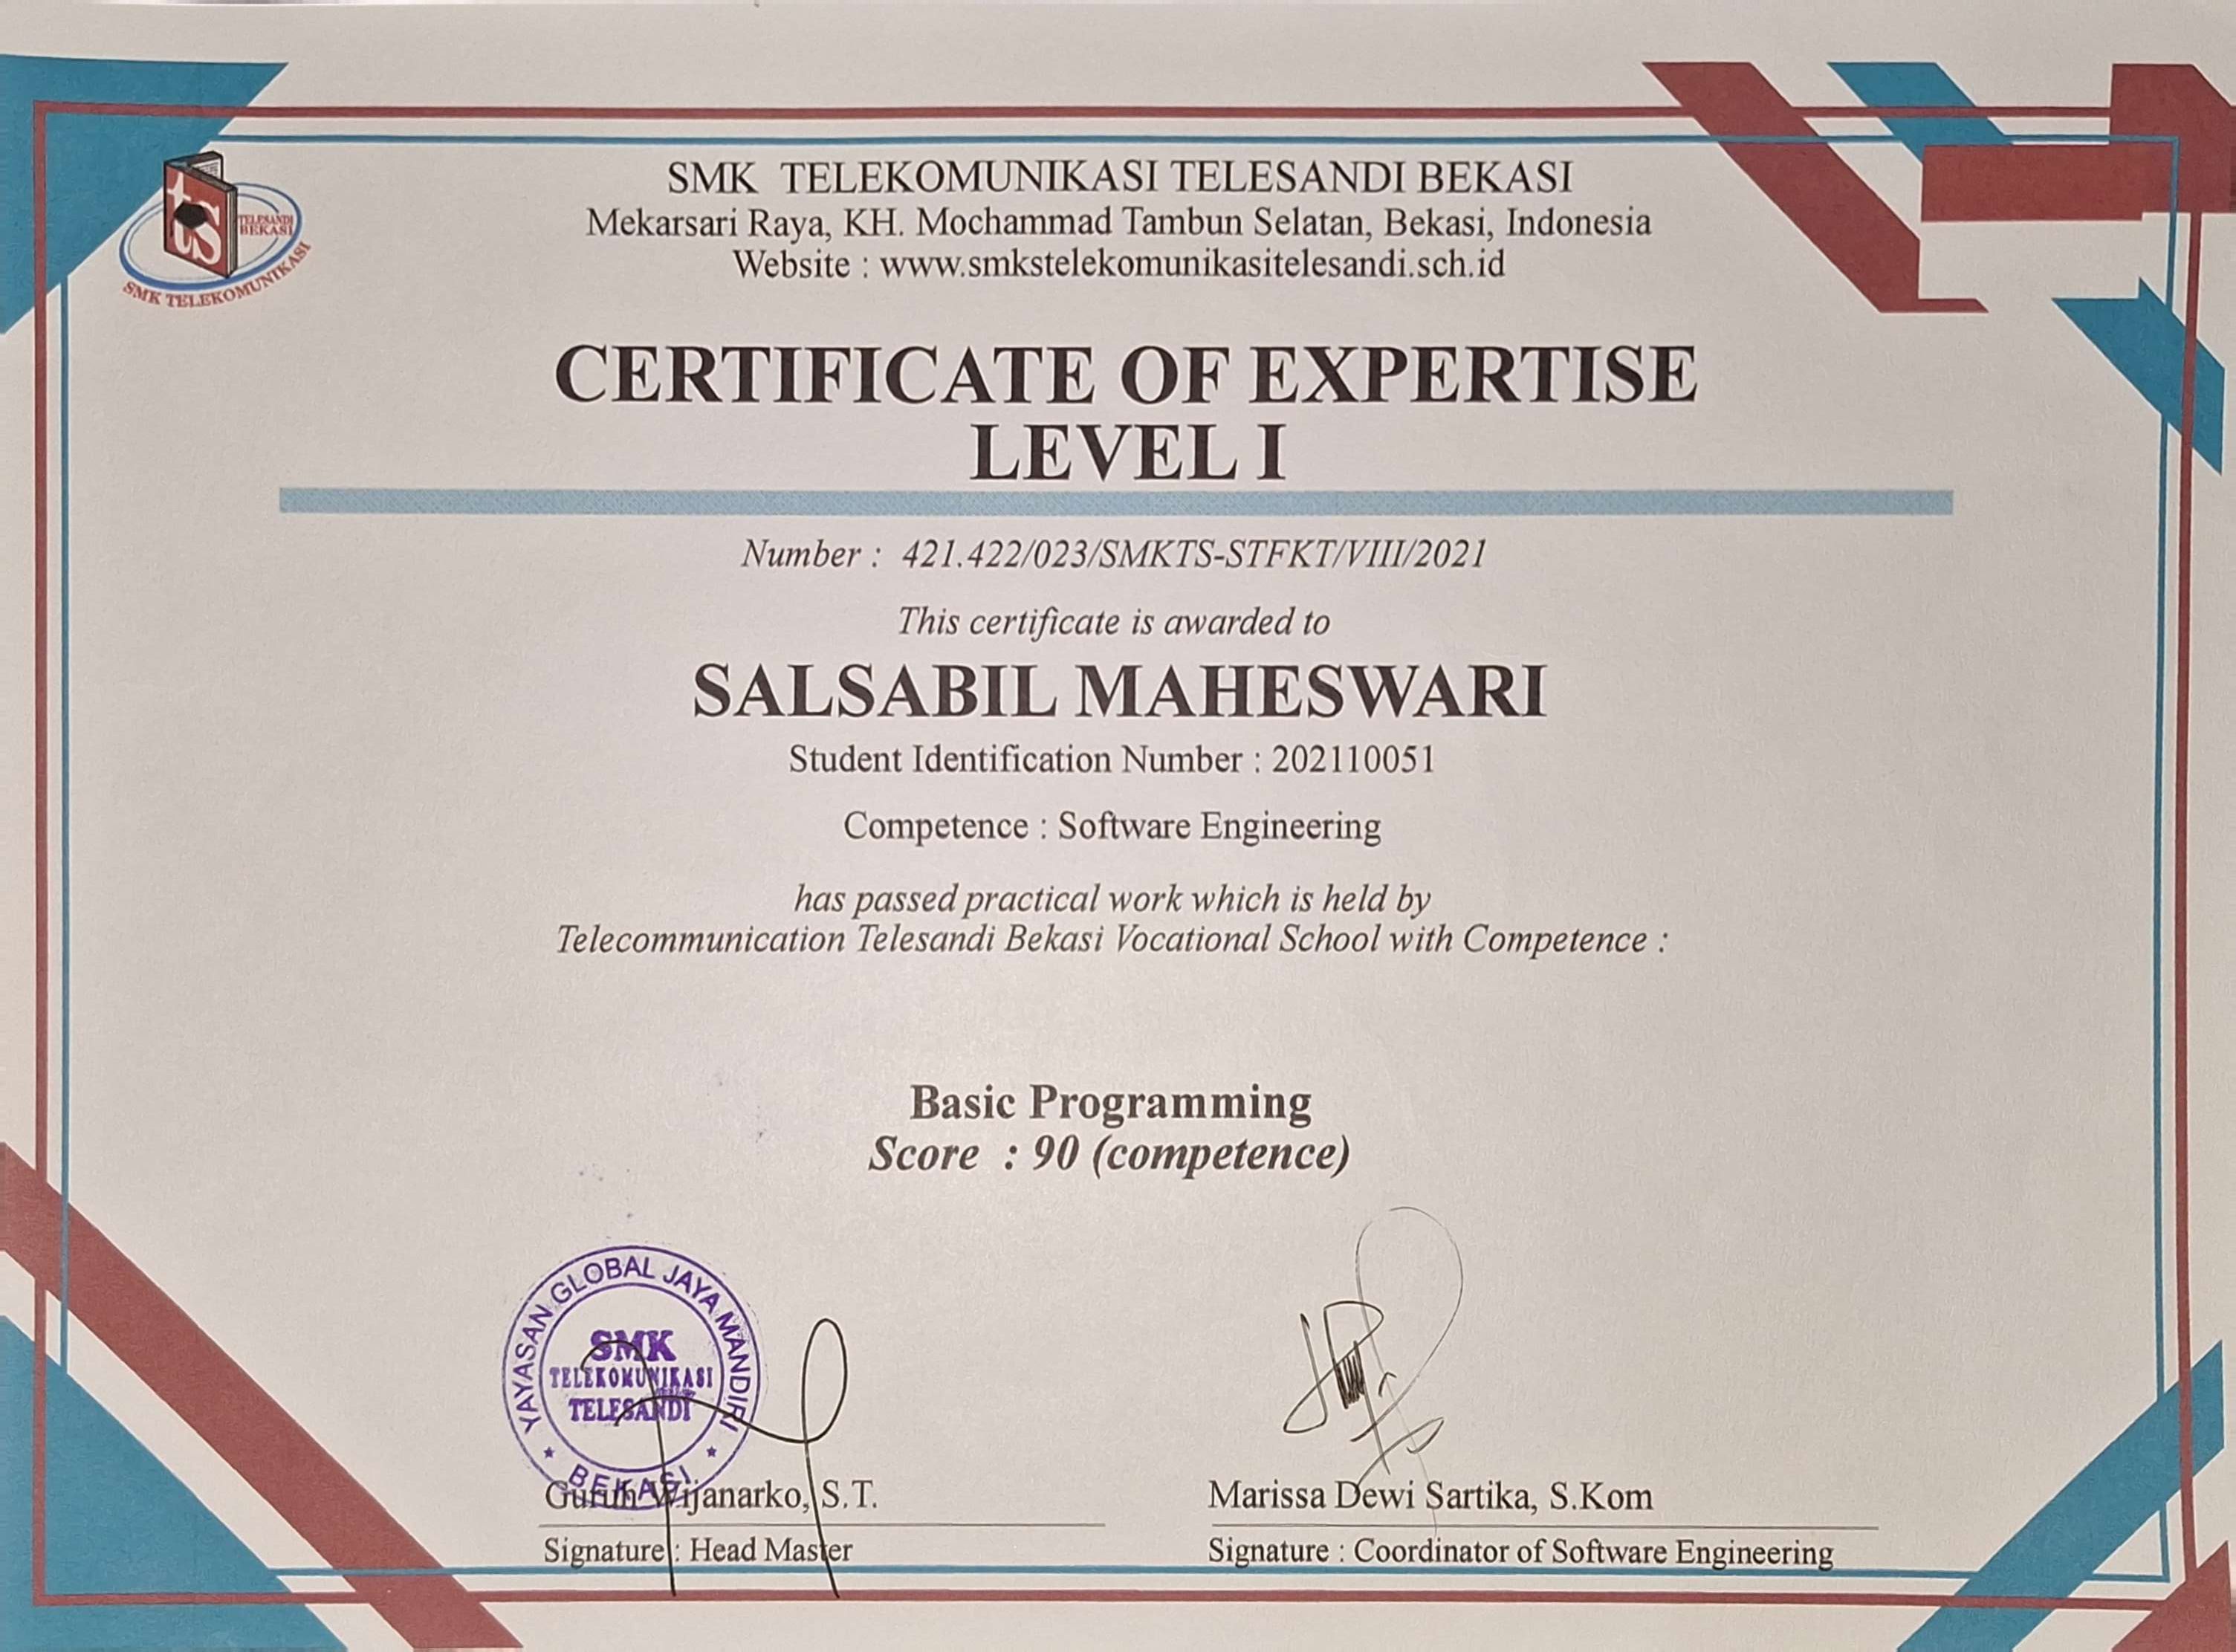 ts
TELESANDI
BEKASI
SMK TELEKOMUNIKASI
SMK TELEKOMUNIKASI TELESANDI BEKASI
Mekarsari Raya, KH. Mochammad Tambun Selatan, Bekasi, Indonesia
Website : www.smkstelekomunikasitelesandi.sch.id
CERTIFICATE OF EXPERTISE
LEVEL I
Number : 421.422/023/SMKTS-STFKT/VIII/2021
This certificate is awarded to
SALSABIL MAHESWARI
Student Identification Number : 202110051
Competence : Software Engineering
has passed practical work which is held by
Telecommunication Telesandi Bekasi Vocational School with Competence :
Basic Programming
Score : 90 (competence)
YAYASAN GLOBAL JAYA MANDIRI
SMK
TELEKOMUNIKASI
TELESANDI
BEKASI
Guruh Wijanarko, S.T.
Signature : Head Master
Marissa Dewi Sartika, S.Kom
Signature : Coordinator of Software Engineering